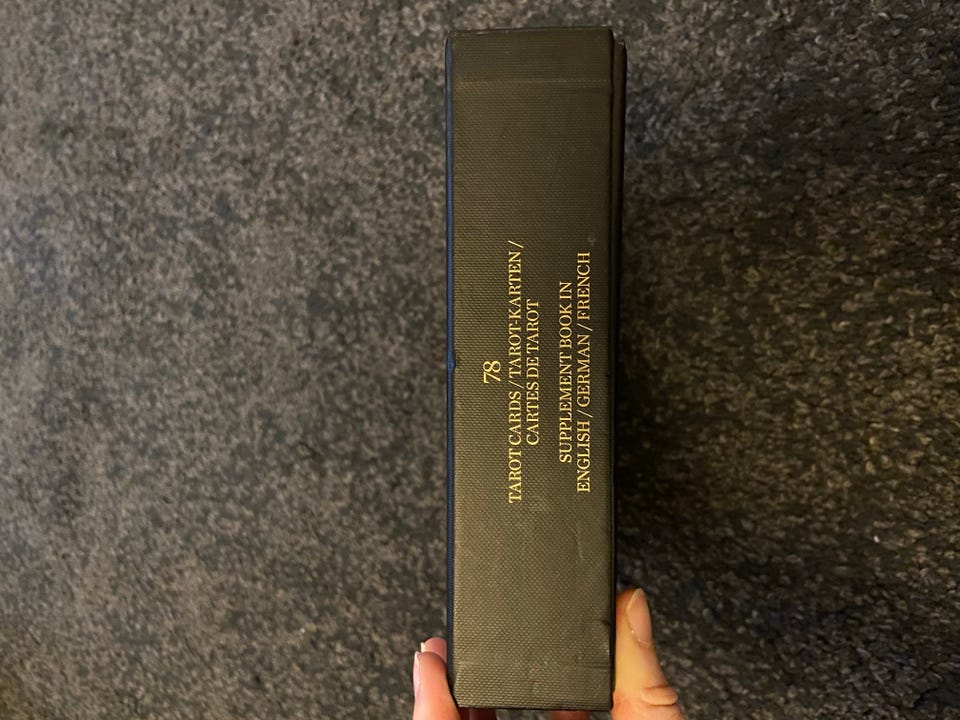 78
TAROT CARDS / TAROT-KARTEN /
CARTES DE TAROT
SUPPLEMENT BOOK IN
ENGLISH / GERMAN / FRENCH